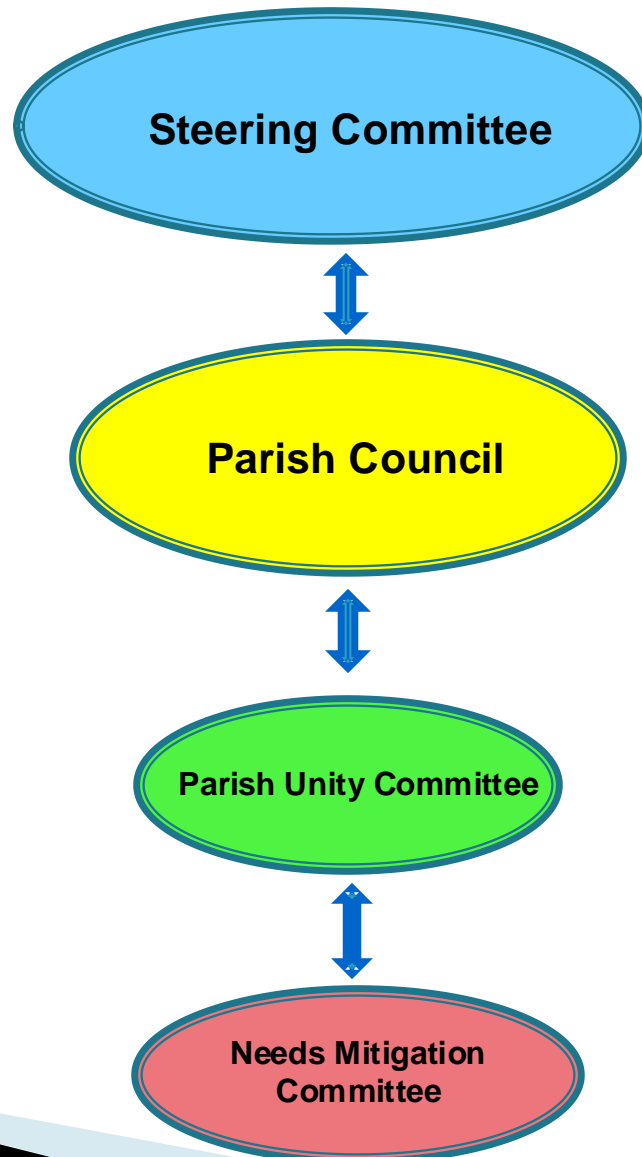 Steering Committee
Parish Council
Parish Unity Committee
Needs Mitigation
Committee